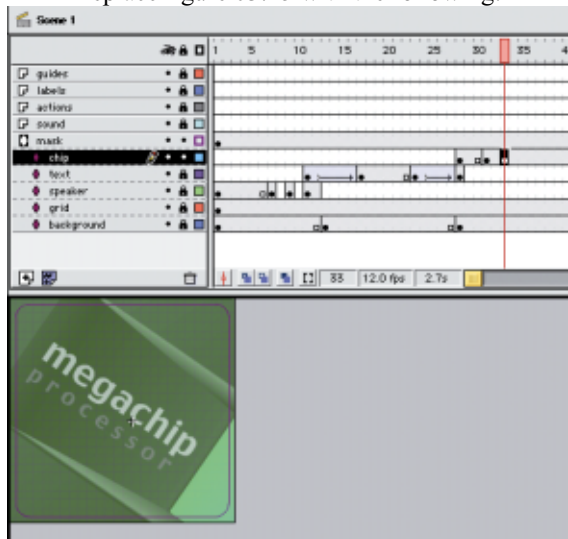 Scene 1
1 5 10 15 20 25 30 35 4
guides
labels
actions
sound
mask
chip
text
speaker
grid
background
33 12.0 fps 2.7s
megachip
processor